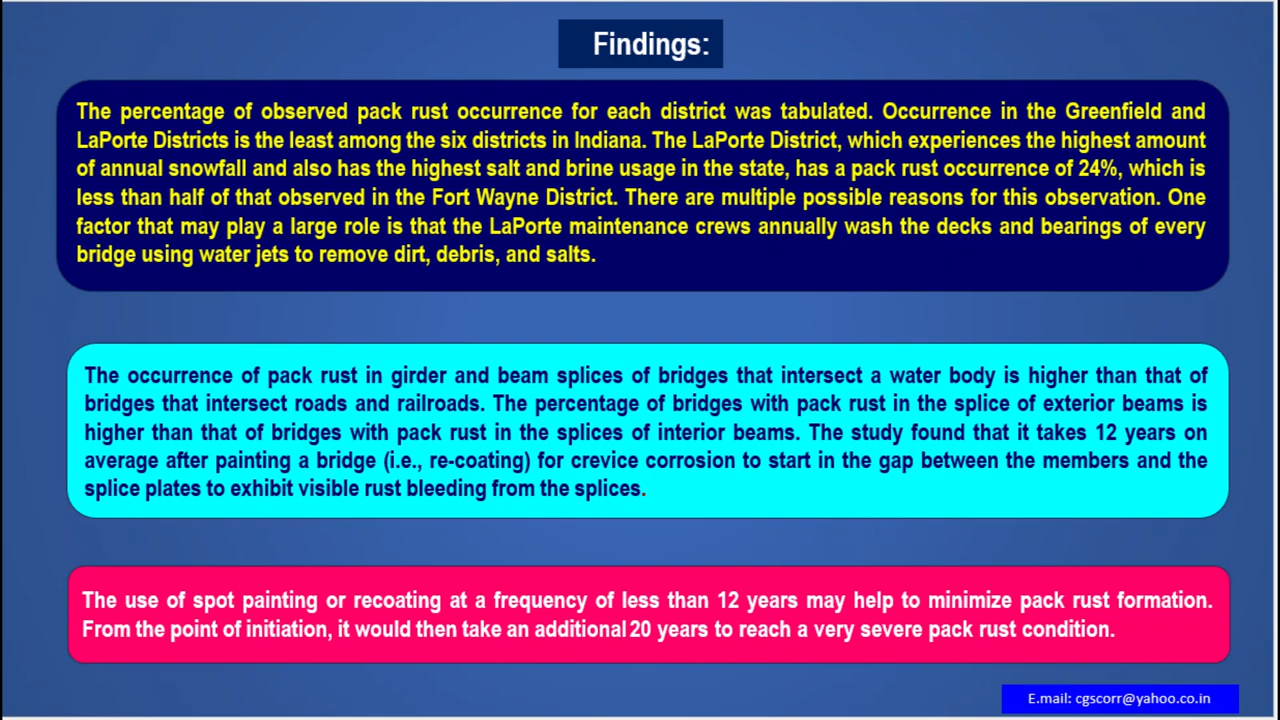 Findings:
The percentage of observed pack rust occurrence for each district was tabulated. Occurrence in the Greenfield and
LaPorte Districts is the least among the six districts in Indiana. The LaPorte District, which experiences the highest amount
of annual snowfall and also has the highest salt and brine usage in the state, has a pack rust occurrence of 24%, which is
less than half of that observed in the Fort Wayne District. There are multiple possible reasons for this observation. One
factor that may play a large role is that the LaPorte maintenance crews annually wash the decks and bearings of every
bridge using water jets to remove dirt, debris, and salts.
The occurrence of pack rust in girder and beam splices of bridges that intersect a water body is higher than that of
bridges that intersect roads and railroads. The percentage of bridges with pack rust in the splice of exterior beams is
higher than that of bridges with pack rust in the splices of interior beams. The study found that it takes 12 years on
average after painting a bridge (i.e., re-coating) for crevice corrosion to start in the gap between the members and the
splice plates to exhibit visible rust bleeding from the splices.
The use of spot painting or recoating at a frequency of less than 12 years may help to minimize pack rust formation.
From the point of initiation, it would then take an additional 20 years to reach a very severe pack rust condition.
E.mail: cgscorr@yahoo.co.in